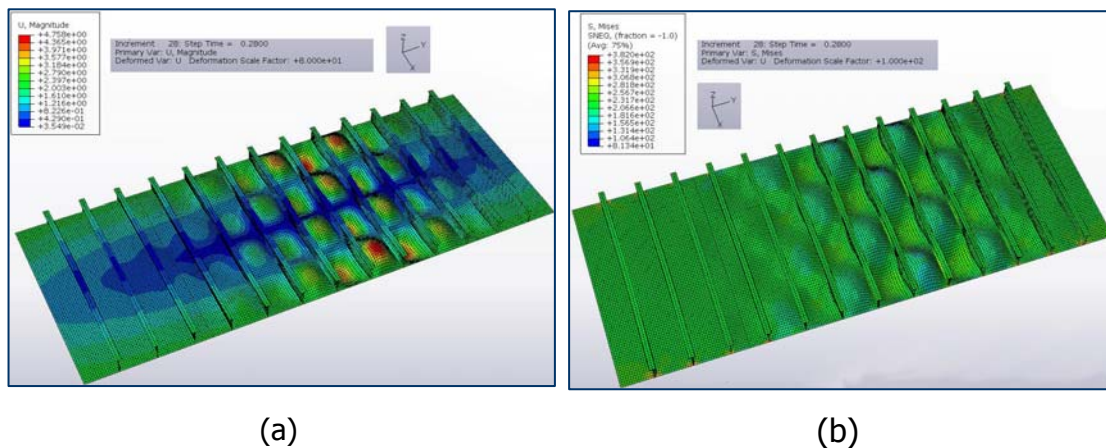 U, Magnitude
+4.758e+00
+4.365e+00
+3.971e+00
+3.577e+00
+3.184e+00
+2.790e+00
+2.397e+00
+2.003e+00
+1.610e+00
+1.216e+00
+8.226e-01
+4.290e-01
+3.549e-02
Increment 28: Step Time = 0.2800
Primary Var: U, Magnitude
Deformed Var: U Deformation Scale Factor: +8.000e+01
Z
Y
X
S, Mises
SNEG, (fraction = -1.0)
(Avg: 75%)
+3.820e+02
+3.569e+02
+3.319e+02
+3.068e+02
+2.818e+02
+2.567e+02
+2.317e+02
+2.066e+02
+1.816e+02
+1.565e+02
+1.314e+02
+1.064e+02
+8.134e+01
Increment 28: Step Time = 0.2800
Primary Var: S, Mises
Deformed Var: U Deformation Scale Factor: +1.000e+02
Z
Y
X
(a)
(b)